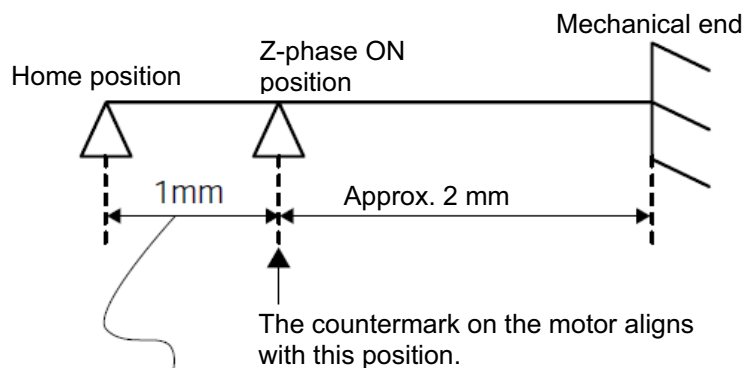 Mechanical end
Z-phase ON
position
Home position
1mm
Approx. 2 mm
The countermark on the motor aligns
with this position.